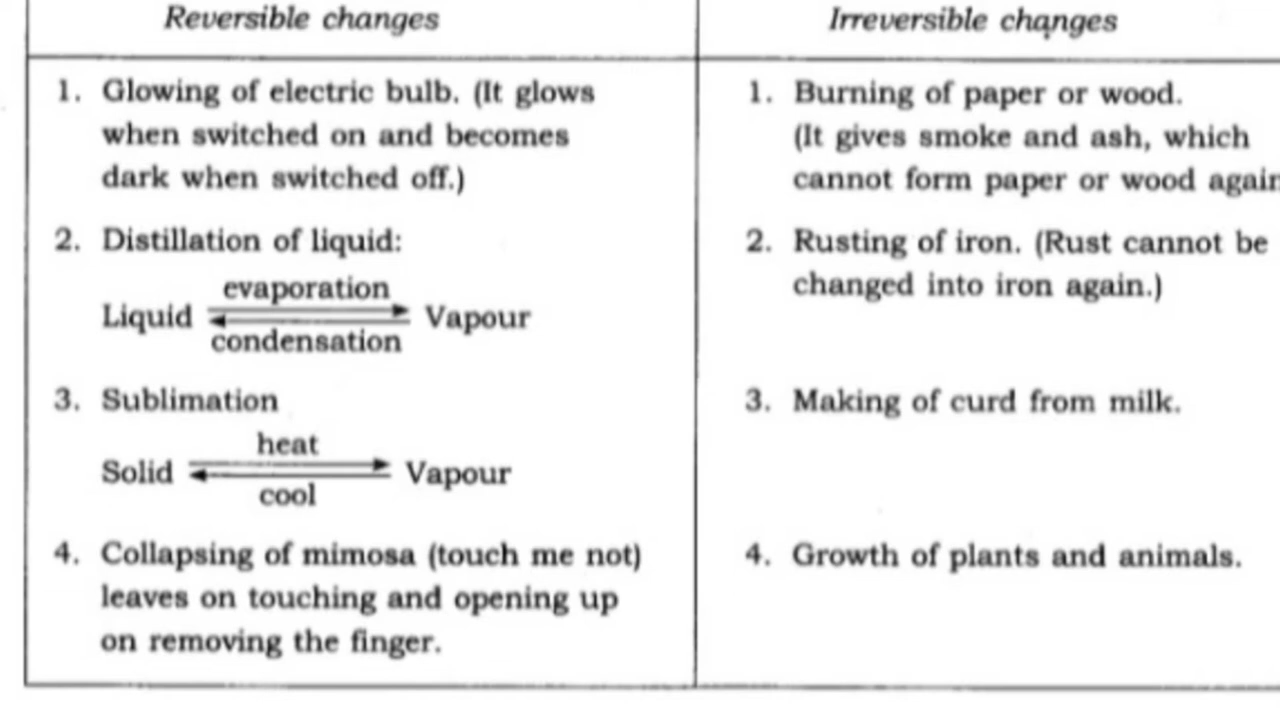 Reversible changes
1. Glowing of electric bulb. (It glows
when switched on and becomes
dark when switched off.)
2. Distillation of liquid:
evaporation
Liquid Vapour
condensation
3. Sublimation
heat
Solid Vapour
cool
4. Collapsing of mimosa (touch me not)
leaves on touching and opening up
on removing the finger.
Irreversible changes
1. Burning of paper or wood.
(It gives smoke and ash, which
cannot form paper or wood again
2. Rusting of iron. (Rust cannot be
changed into iron again.)
3. Making of curd from milk.
4. Growth of plants and animals.